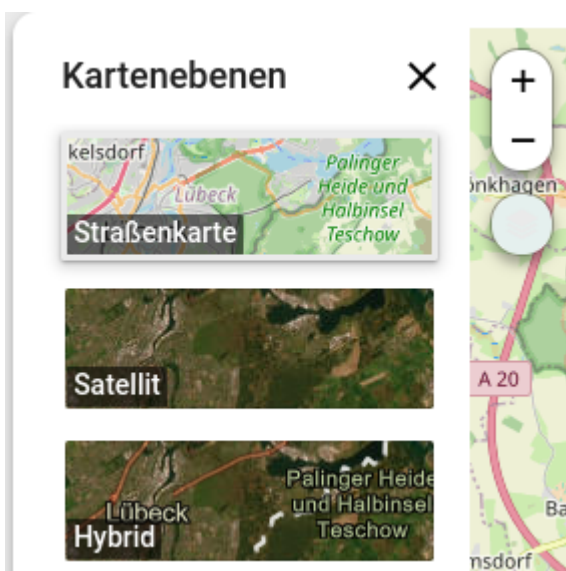 Kartenebenen
kelsdorf
Lübeck
Palinger
Heide und
Halbinsel
Teschow
Straßenkarte
Satellit
Palinger Heide
und Halbinsel
Teschow
Lübeck
Hybrid
+
−
önkhagen
A 20
Ba
nsdorf